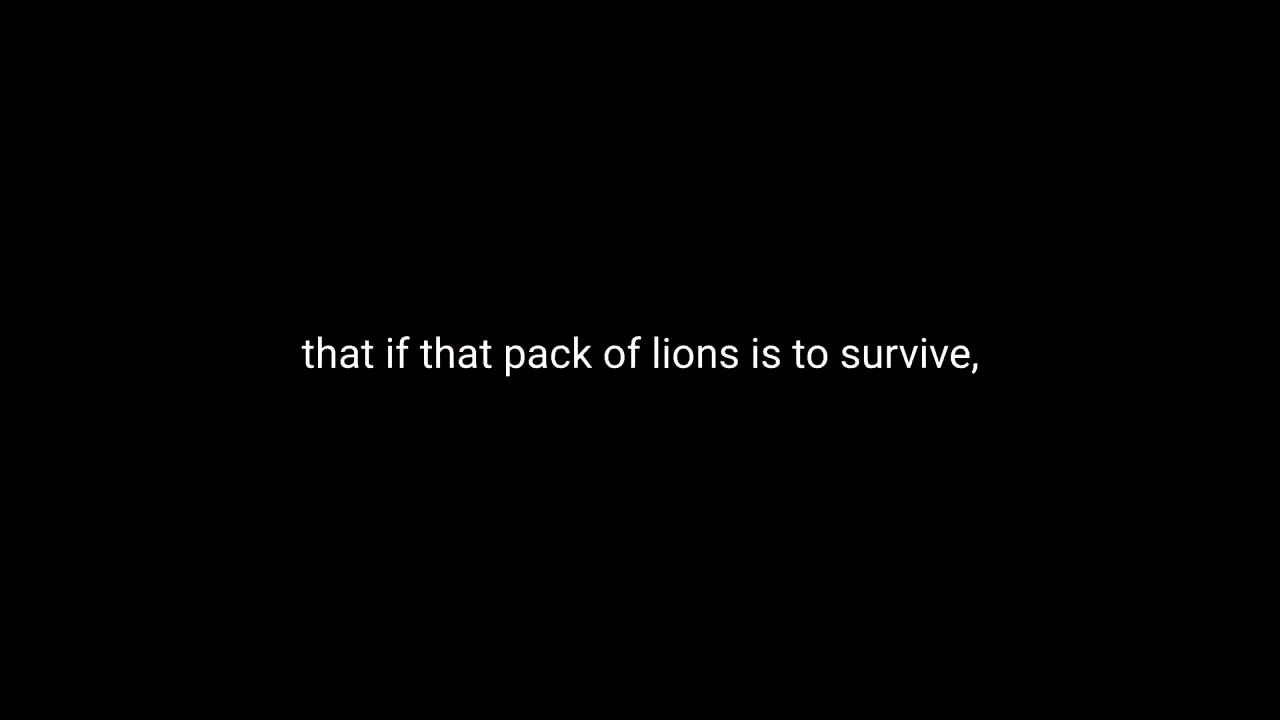 that if that pack of lions is to survive,